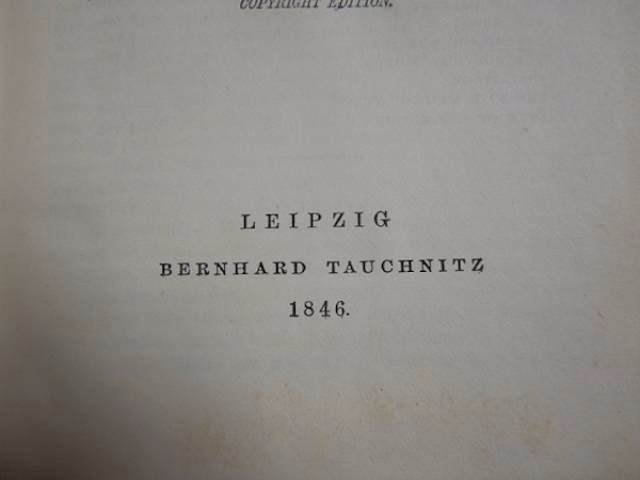 COPYRIGHT EDITION.
LEIPZIG
BERNHARD TAUCHNITZ
1846.